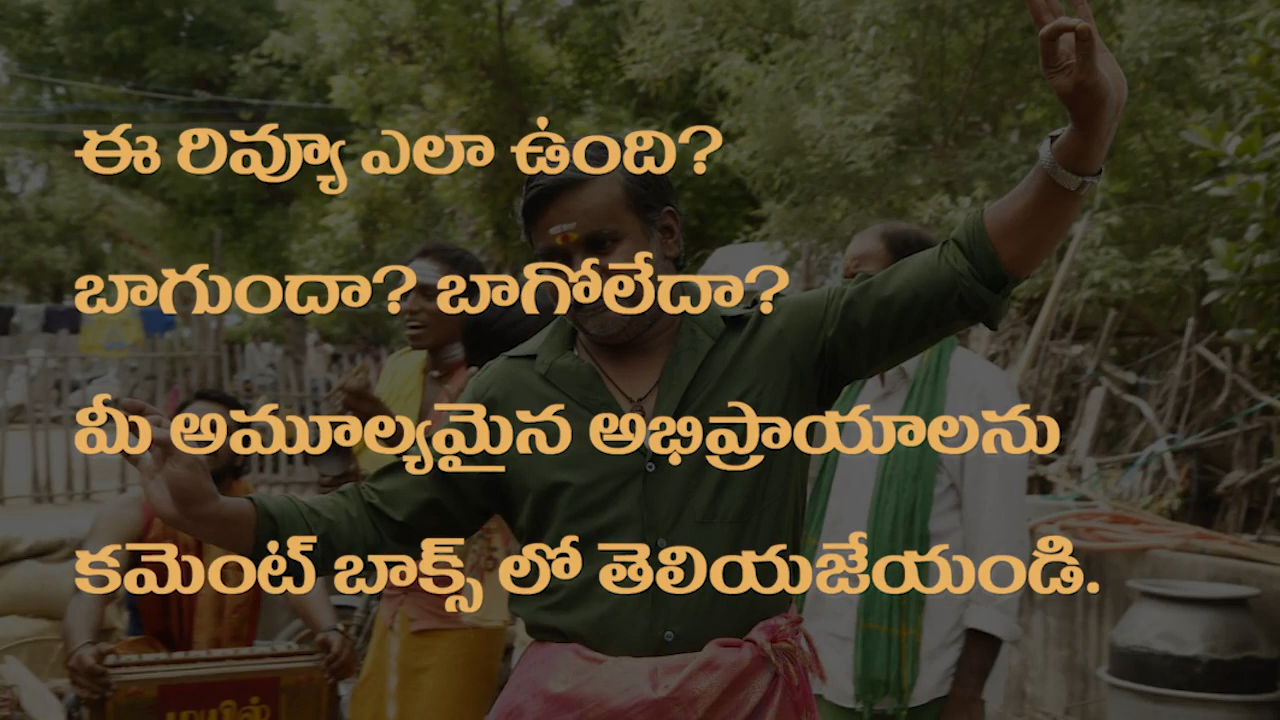 ఈ రివ్యూ ఎలా ఉంది?
బాగుందా? బాగోలేదా?
మీ అమూల్యమైన అభిప్రాయాలను
కమెంట్ బాక్స్ లో తెలియజేయండి.